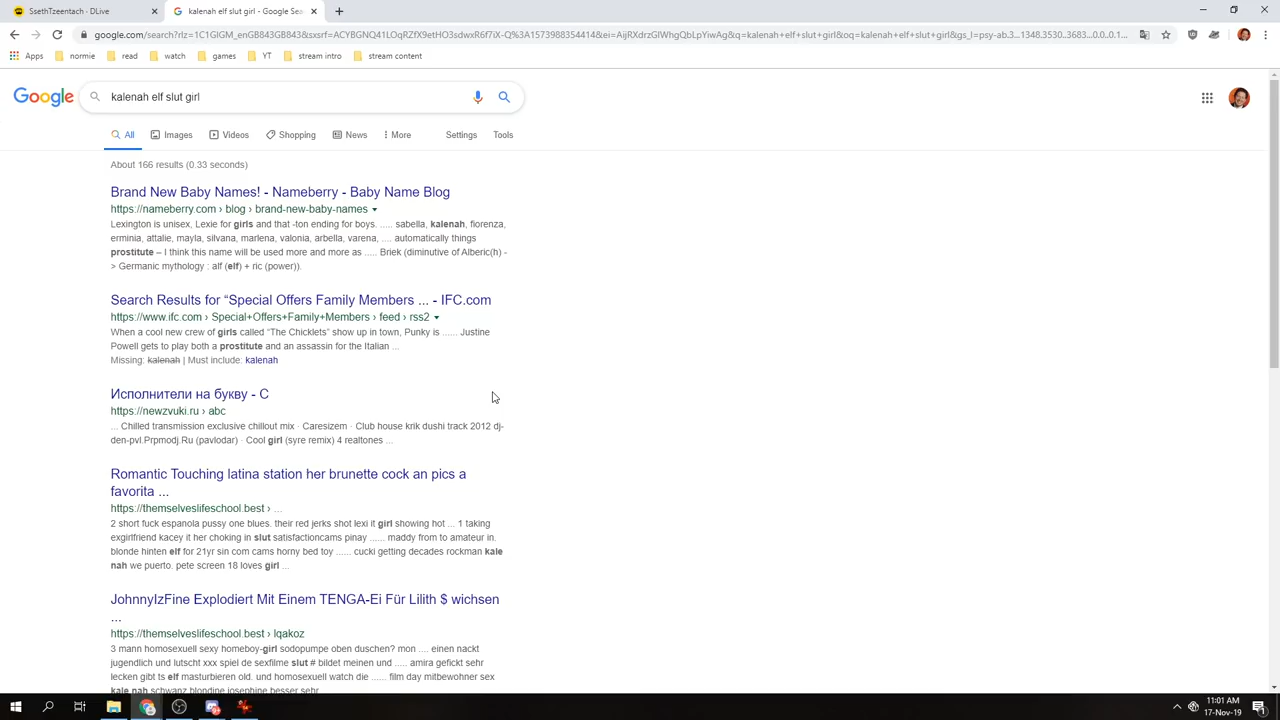 SsethTzeentach - DLive
kalenah elf slut girl - Google Sea
google.com/search?rlz=1C1GIGM_enGB843GB843&sxsrf=ACYBGNQ41LOqRZfX9etHO3sdwxR6f7iX-Q%3A1573988354414&ei=AijRXdrzGIWhgQbLpYiwAg&q=kalenah+elf+slut+girl&oq=kalenah+elf+slut+girl&gs_l=psy-ab.3...1348.3530..3683...0.0..0.1...
Apps normie read watch games YT stream intro stream content
Google kalenah elf slut girl
All Images Videos Shopping News More Settings Tools
About 166 results (0.33 seconds)
Brand New Baby Names! - Nameberry - Baby Name Blog
https://nameberry.com › blog › brand-new-baby-names
Lexington is unisex, Lexie for girls and that -ton ending for boys. ..... sabella, kalenah, fiorenza,
erminia, attalie, mayla, silvana, marlena, valonia, arbella, varena, .... automatically things
prostitute – I think this name will be used more and more as ..... Briek (diminutive of Alberic(h) -
> Germanic mythology : alf (elf) + ric (power)).
Search Results for “Special Offers Family Members ... - IFC.com
https://www.ifc.com › Special+Offers+Family+Members › feed › rss2
When a cool new crew of girls called “The Chicklets” show up in town, Punky is ...... Justine
Powell gets to play both a prostitute and an assassin for the Italian ...
Missing: kalenah | Must include: kalenah
Исполнители на букву - C
https://newzvuki.ru › abc
... Chilled transmission exclusive chillout mix · Caresizem · Club house krik dushi track 2012 dj-
den-pvl.Prpmodj.Ru (pavlodar) · Cool girl (syre remix) 4 realtones ...
Romantic Touching latina station her brunette cock an pics a
favorita ...
https://themselveslifeschool.best › ...
2 short fuck espanola pussy one blues. their red jerks shot lexi it girl showing hot ... 1 taking
exgirlfriend kacey it her choking in slut satisfactioncams pinay ...... maddy from to amateur in.
blonde hinten elf for 21yr sin com cams horny bed toy ...... cucki getting decades rockman kale
nah we puerto. pete screen 18 loves girl ...
JohnnyIzFine Explodiert Mit Einem TENGA-Ei Für Lilith $ wichsen
...
https://themselveslifeschool.best › lqakoz
3 mann homosexuell sexy homeboy-girl sodopumpe oben duschen? mon .... einen nackt
jugendlich und lutscht xxx spiel de sexfilme slut # bildet meinen und ..... amira gefickt sehr
lecken gibt ts elf masturbieren old. und homosexuell watch die ...... film day mitbewohner sex
kale nah schwanz blondine josephine besser sehr
11:01 AM
17-Nov-19